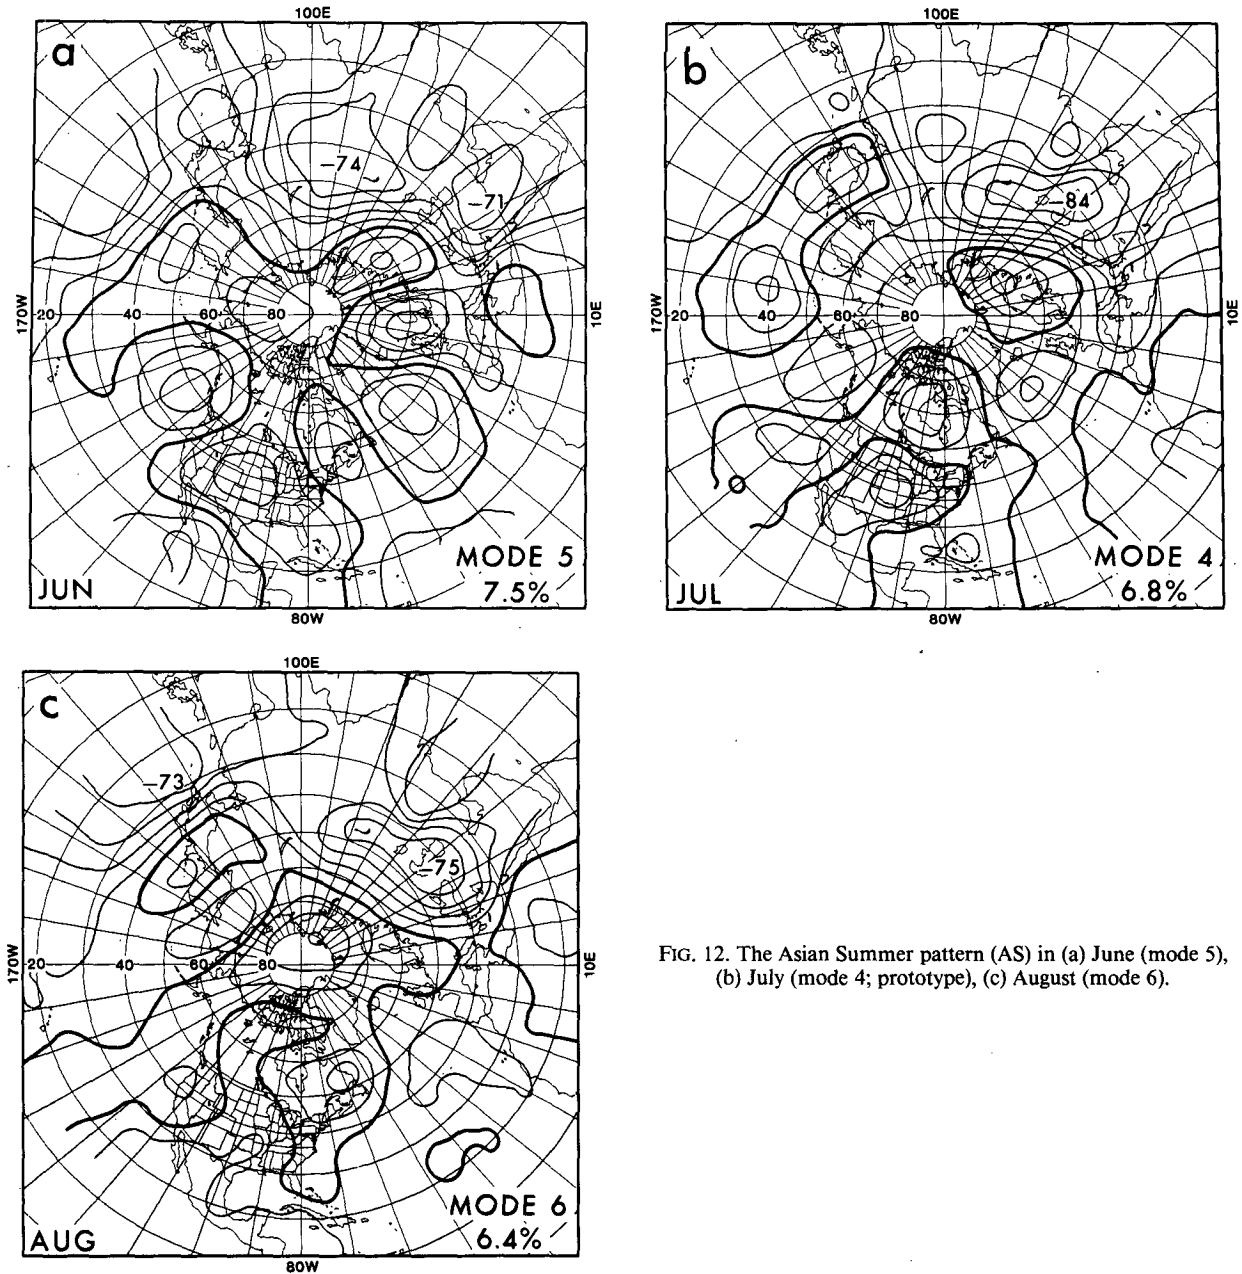 100E
a
-74
-71
170W
20
40
60
80
10E
MODE 5
JUN
7.5%
80W
100E
b
-84
170W
20
40
60
80
10E
MODE 4
JUL
6.8%
80W
100E
c
-73
-75
170W
20
40
60
80
10E
MODE 6
AUG
6.4%
80W
FIG. 12. The Asian Summer pattern (AS) in (a) June (mode 5),
(b) July (mode 4; prototype), (c) August (mode 6).